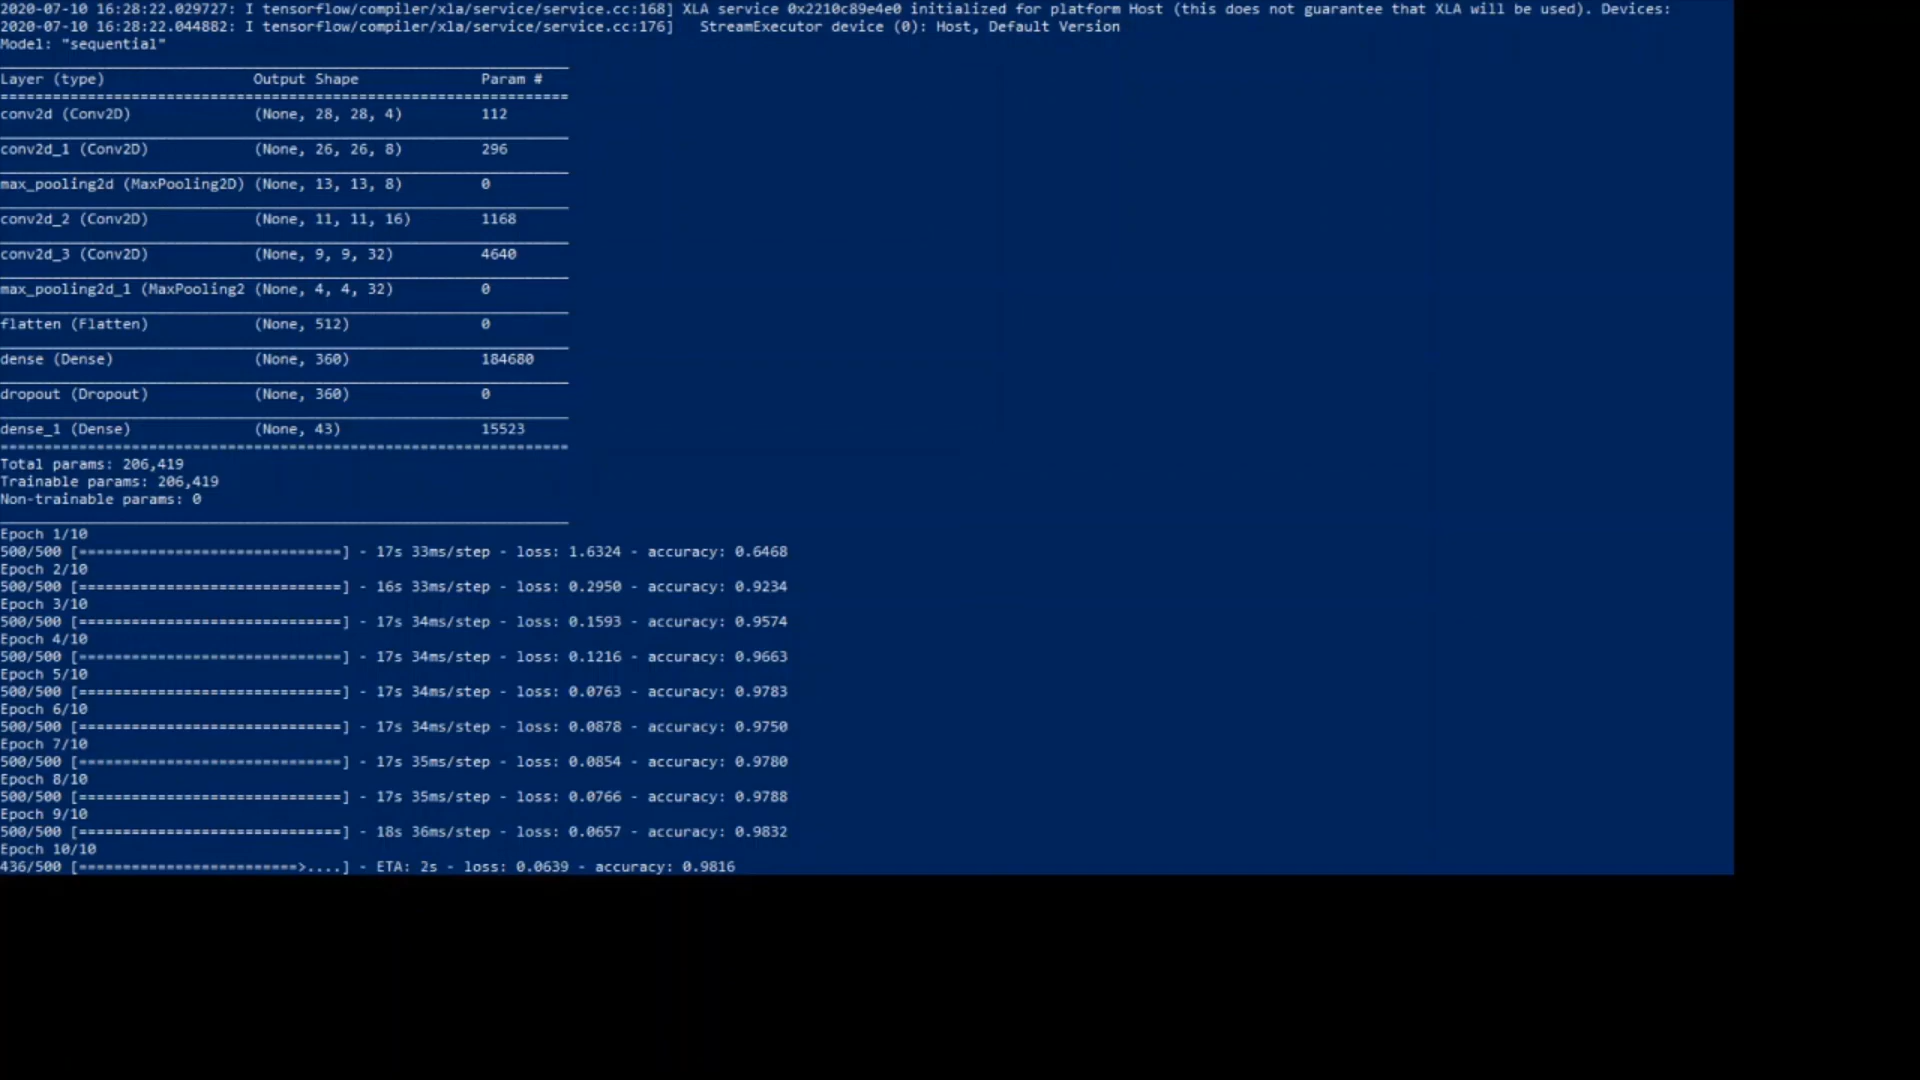 2020-07-10 16:28:22.029727: I tensorflow/compiler/xla/service/service.cc:168] XLA service 0x2210c89e4e0 initialized for platform Host (this does not guarantee that XLA will be used). Devices:
2020-07-10 16:28:22.044882: I tensorflow/compiler/xla/service/service.cc:176]   StreamExecutor device (0): Host, Default Version
Model: "sequential"
_________________________________________________________________
Layer (type)                 Output Shape              Param #
=================================================================
conv2d (Conv2D)              (None, 28, 28, 4)         112
_________________________________________________________________
conv2d_1 (Conv2D)            (None, 26, 26, 8)         296
_________________________________________________________________
max_pooling2d (MaxPooling2D) (None, 13, 13, 8)         0
_________________________________________________________________
conv2d_2 (Conv2D)            (None, 11, 11, 16)        1168
_________________________________________________________________
conv2d_3 (Conv2D)            (None, 9, 9, 32)          4640
_________________________________________________________________
max_pooling2d_1 (MaxPooling2 (None, 4, 4, 32)          0
_________________________________________________________________
flatten (Flatten)            (None, 512)               0
_________________________________________________________________
dense (Dense)                (None, 360)               184680
_________________________________________________________________
dropout (Dropout)            (None, 360)               0
_________________________________________________________________
dense_1 (Dense)              (None, 43)                15523
=================================================================
Total params: 206,419
Trainable params: 206,419
Non-trainable params: 0
_________________________________________________________________
Epoch 1/10
500/500 [==============================] - 17s 33ms/step - loss: 1.6324 - accuracy: 0.6468
Epoch 2/10
500/500 [==============================] - 16s 33ms/step - loss: 0.2950 - accuracy: 0.9234
Epoch 3/10
500/500 [==============================] - 17s 34ms/step - loss: 0.1593 - accuracy: 0.9574
Epoch 4/10
500/500 [==============================] - 17s 34ms/step - loss: 0.1216 - accuracy: 0.9663
Epoch 5/10
500/500 [==============================] - 17s 34ms/step - loss: 0.0763 - accuracy: 0.9783
Epoch 6/10
500/500 [==============================] - 17s 34ms/step - loss: 0.0878 - accuracy: 0.9750
Epoch 7/10
500/500 [==============================] - 17s 35ms/step - loss: 0.0854 - accuracy: 0.9780
Epoch 8/10
500/500 [==============================] - 17s 35ms/step - loss: 0.0766 - accuracy: 0.9788
Epoch 9/10
500/500 [==============================] - 18s 36ms/step - loss: 0.0657 - accuracy: 0.9832
Epoch 10/10
436/500 [=========================>....] - ETA: 2s - loss: 0.0639 - accuracy: 0.9816